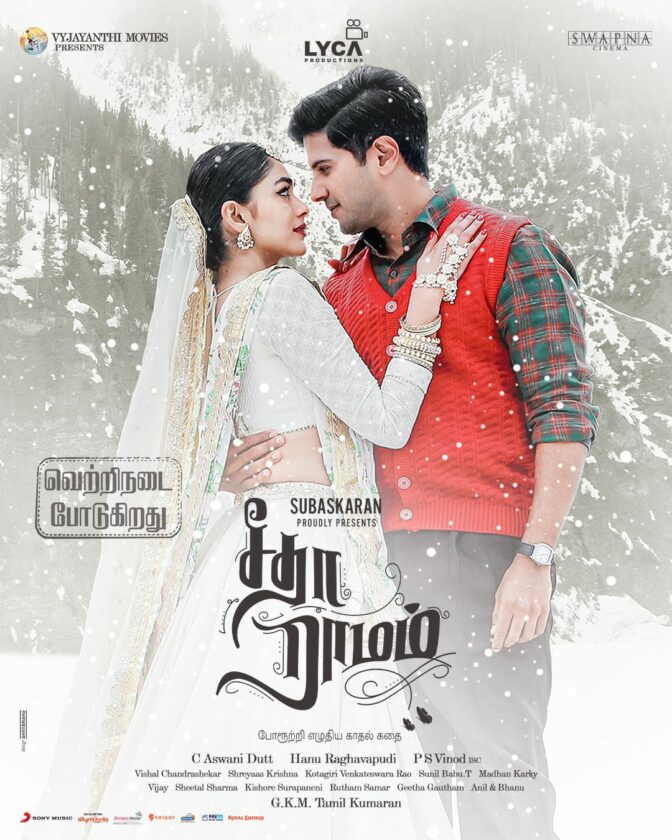 VYJAYANTHI MOVIES
PRESENTS
LYCA
PRODUCTIONS
SWAPNA
CINEMA
வெற்றிநடை
போடுகிறது
SUBASKARAN
PROUDLY PRESENTS
சீதா
ராமம்
போரூற்றி எழுதிய காதல் கதை
C Aswani Dutt Hanu Raghavapudi P S Vinod ISC
Vishal Chandrashekar Shreyaas Krishna Kotagiri Venkateswara Rao Sunil Babu.T Madhan Karky
Vijay Sheetal Sharma Kishore Surapaneni Rutham Samar Geetha Gautham Anil & Bhanu
G.K.M. Tamil Kumaran
SONY MUSIC
SWIGGY
ROYAL ENFIELD